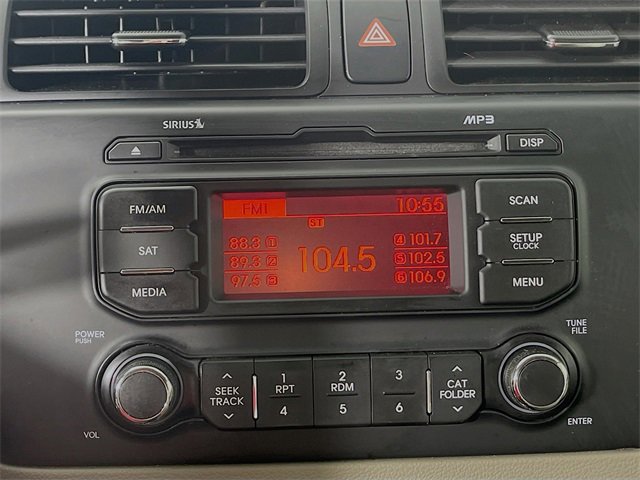 SIRIUS
MP3
DISP
FM/AM
SAT
MEDIA
FM1
10:55
ST
88.3 1
89.3 2
97.5 3
104.5
4 101.7
5 102.5
6 106.9
SCAN
SETUP
CLOCK
MENU
POWER
PUSH
VOL
SEEK
TRACK
1
RPT
4
2
RDM
5
3
6
CAT
FOLDER
TUNE
FILE
ENTER